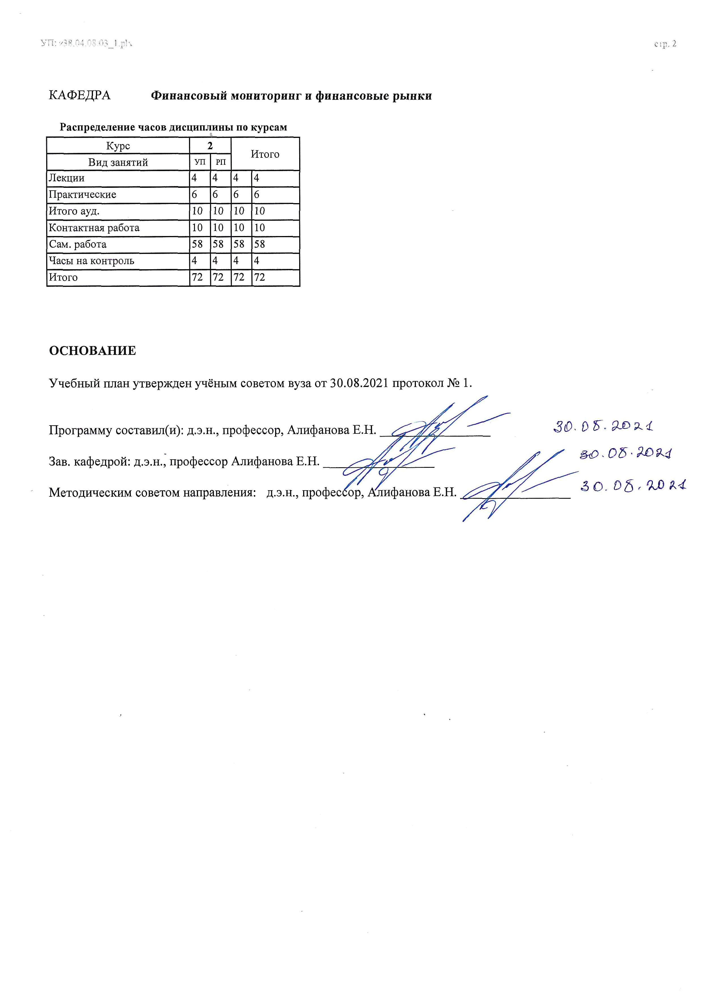 УП: z38.04.08.03_1.plx стр. 2
КАФЕДРА Финансовый мониторинг и финансовые рынки
Распределение часов дисциплины по курсам
Курс 2 Итого
Вид занятий УП РП
Лекции 4 4 4 4
Практические 6 6 6 6
Итого ауд. 10 10 10 10
Контактная работа 10 10 10 10
Сам. работа 58 58 58 58
Часы на контроль 4 4 4 4
Итого 72 72 72 72
ОСНОВАНИЕ
Учебный план утвержден учёным советом вуза от 30.08.2021 протокол № 1.
Программу составил(и): д.э.н., профессор, Алифанова Е.Н. 30.08.2021
Зав. кафедрой: д.э.н., профессор Алифанова Е.Н. 30.08.2021
Методическим советом направления: д.э.н., профессор, Алифанова Е.Н. 30.08.2021